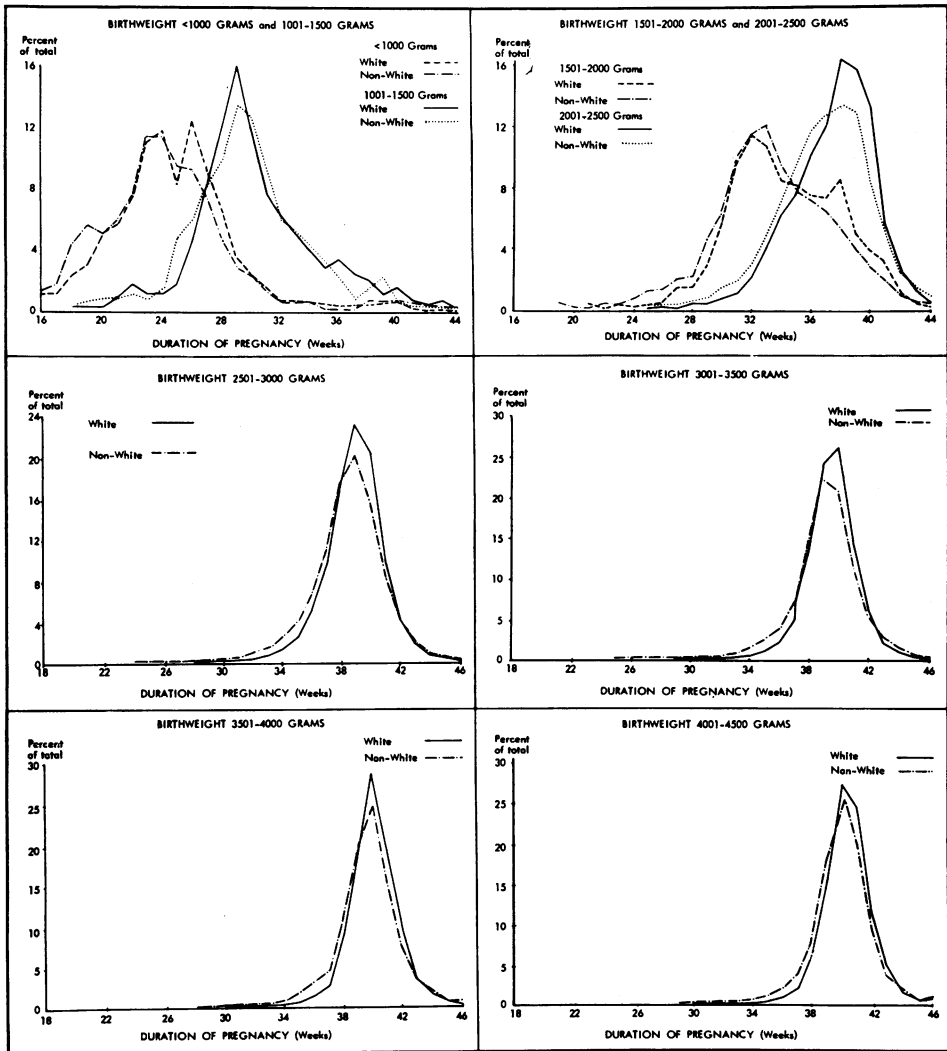 BIRTHWEIGHT <1000 GRAMS and 1001-1500 GRAMS
Percent
of total
<1000 Grams
White
Non-White
1001-1500 Grams
White
Non-White
16
12
8
4
0
16 20 24 28 32 36 40 44
DURATION OF PREGNANCY (Weeks)
BIRTHWEIGHT 1501-2000 GRAMS and 2001-2500 GRAMS
Percent
of total
1501-2000 Grams
White
Non-White
2001-2500 Grams
White
Non-White
16
12
8
4
0
16 20 24 28 32 36 40 44
DURATION OF PREGNANCY (Weeks)
BIRTHWEIGHT 2501-3000 GRAMS
Percent
of total
White
Non-White
24
20
16
12
8
4
0
18 22 26 30 34 38 42 46
DURATION OF PREGNANCY (Weeks)
BIRTHWEIGHT 3001-3500 GRAMS
Percent
of total
White
Non-White
30
25
20
15
10
5
0
18 22 26 30 34 38 42 46
DURATION OF PREGNANCY (Weeks)
BIRTHWEIGHT 3501-4000 GRAMS
Percent
of total
White
Non-White
30
25
20
15
10
5
0
18 22 26 30 34 38 42 46
DURATION OF PREGNANCY (Weeks)
BIRTHWEIGHT 4001-4500 GRAMS
Percent
of total
White
Non-White
30
25
20
15
10
5
0
18 22 26 30 34 38 42 46
DURATION OF PREGNANCY (Weeks)